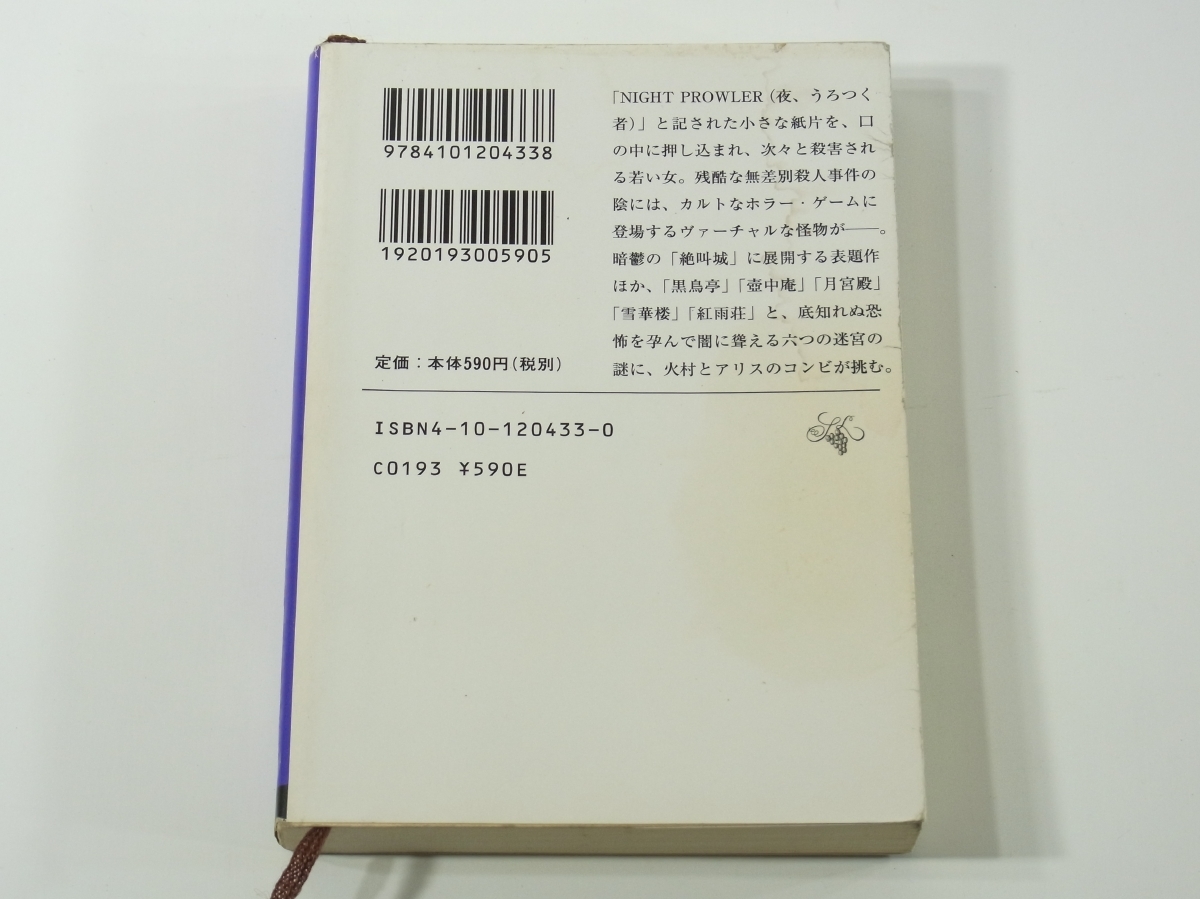 9784101204338
1920193005905
定価：本体590円（税別）
「NIGHT PROWLER（夜、うろつく
者）」と記された小さな紙片を、口
の中に押し込まれ、次々と殺害され
る若い女。残酷な無差別殺人事件の
陰には、カルトなホラー・ゲームに
登場するヴァーチャルな怪物が──。
暗鬱の「絶叫城」に展開する表題作
ほか、「黒鳥亭」「壺中庵」「月宮殿」
「雪華楼」「紅雨荘」と、底知れぬ恐
怖を孕んで闇に聳える六つの迷宮の
謎に、火村とアリスのコンビが挑む。
ISBN4-10-120433-0
C0193 ¥590E